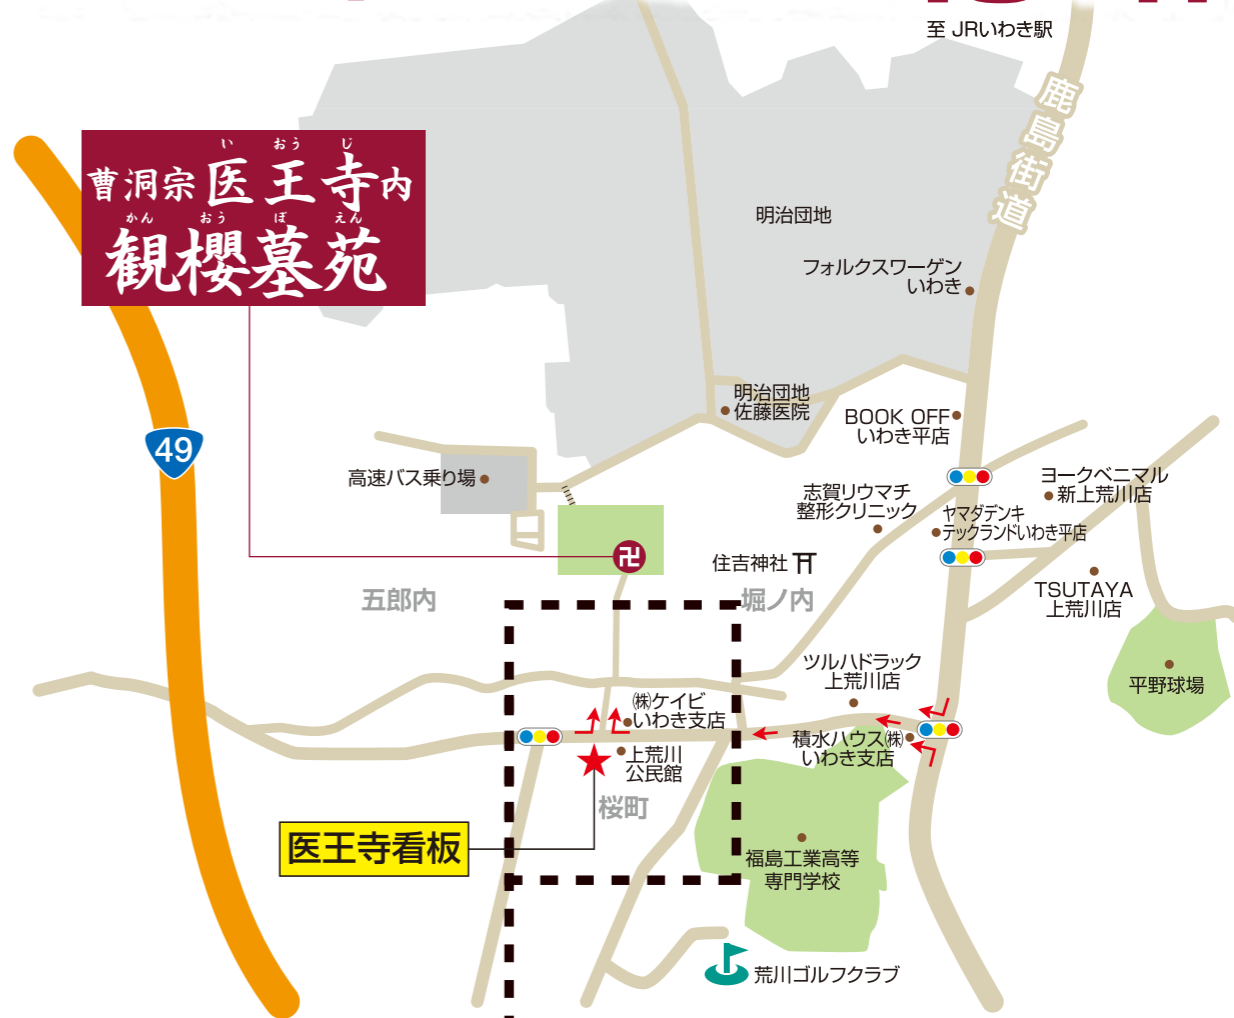 至 JRいわき駅
鹿島街道
い おう じ
曹洞宗 医王寺内
かん おう ぼ えん
観櫻墓苑
明治団地
フォルクスワーゲン
いわき
明治団地
佐藤医院
BOOK OFF
いわき平店
49
高速バス乗り場
志賀リウマチ
整形クリニック
ヨークベニマル
新上荒川店
ヤマダデンキ
テックランドいわき平店
住吉神社
卍
五郎内
堀ノ内
TSUTAYA
上荒川店
ツルハドラック
上荒川店
平野球場
㈱ケイビ
いわき支店
積水ハウス㈱
いわき支店
上荒川
公民館
桜町
医王寺看板
福島工業高等
専門学校
荒川ゴルフクラブ